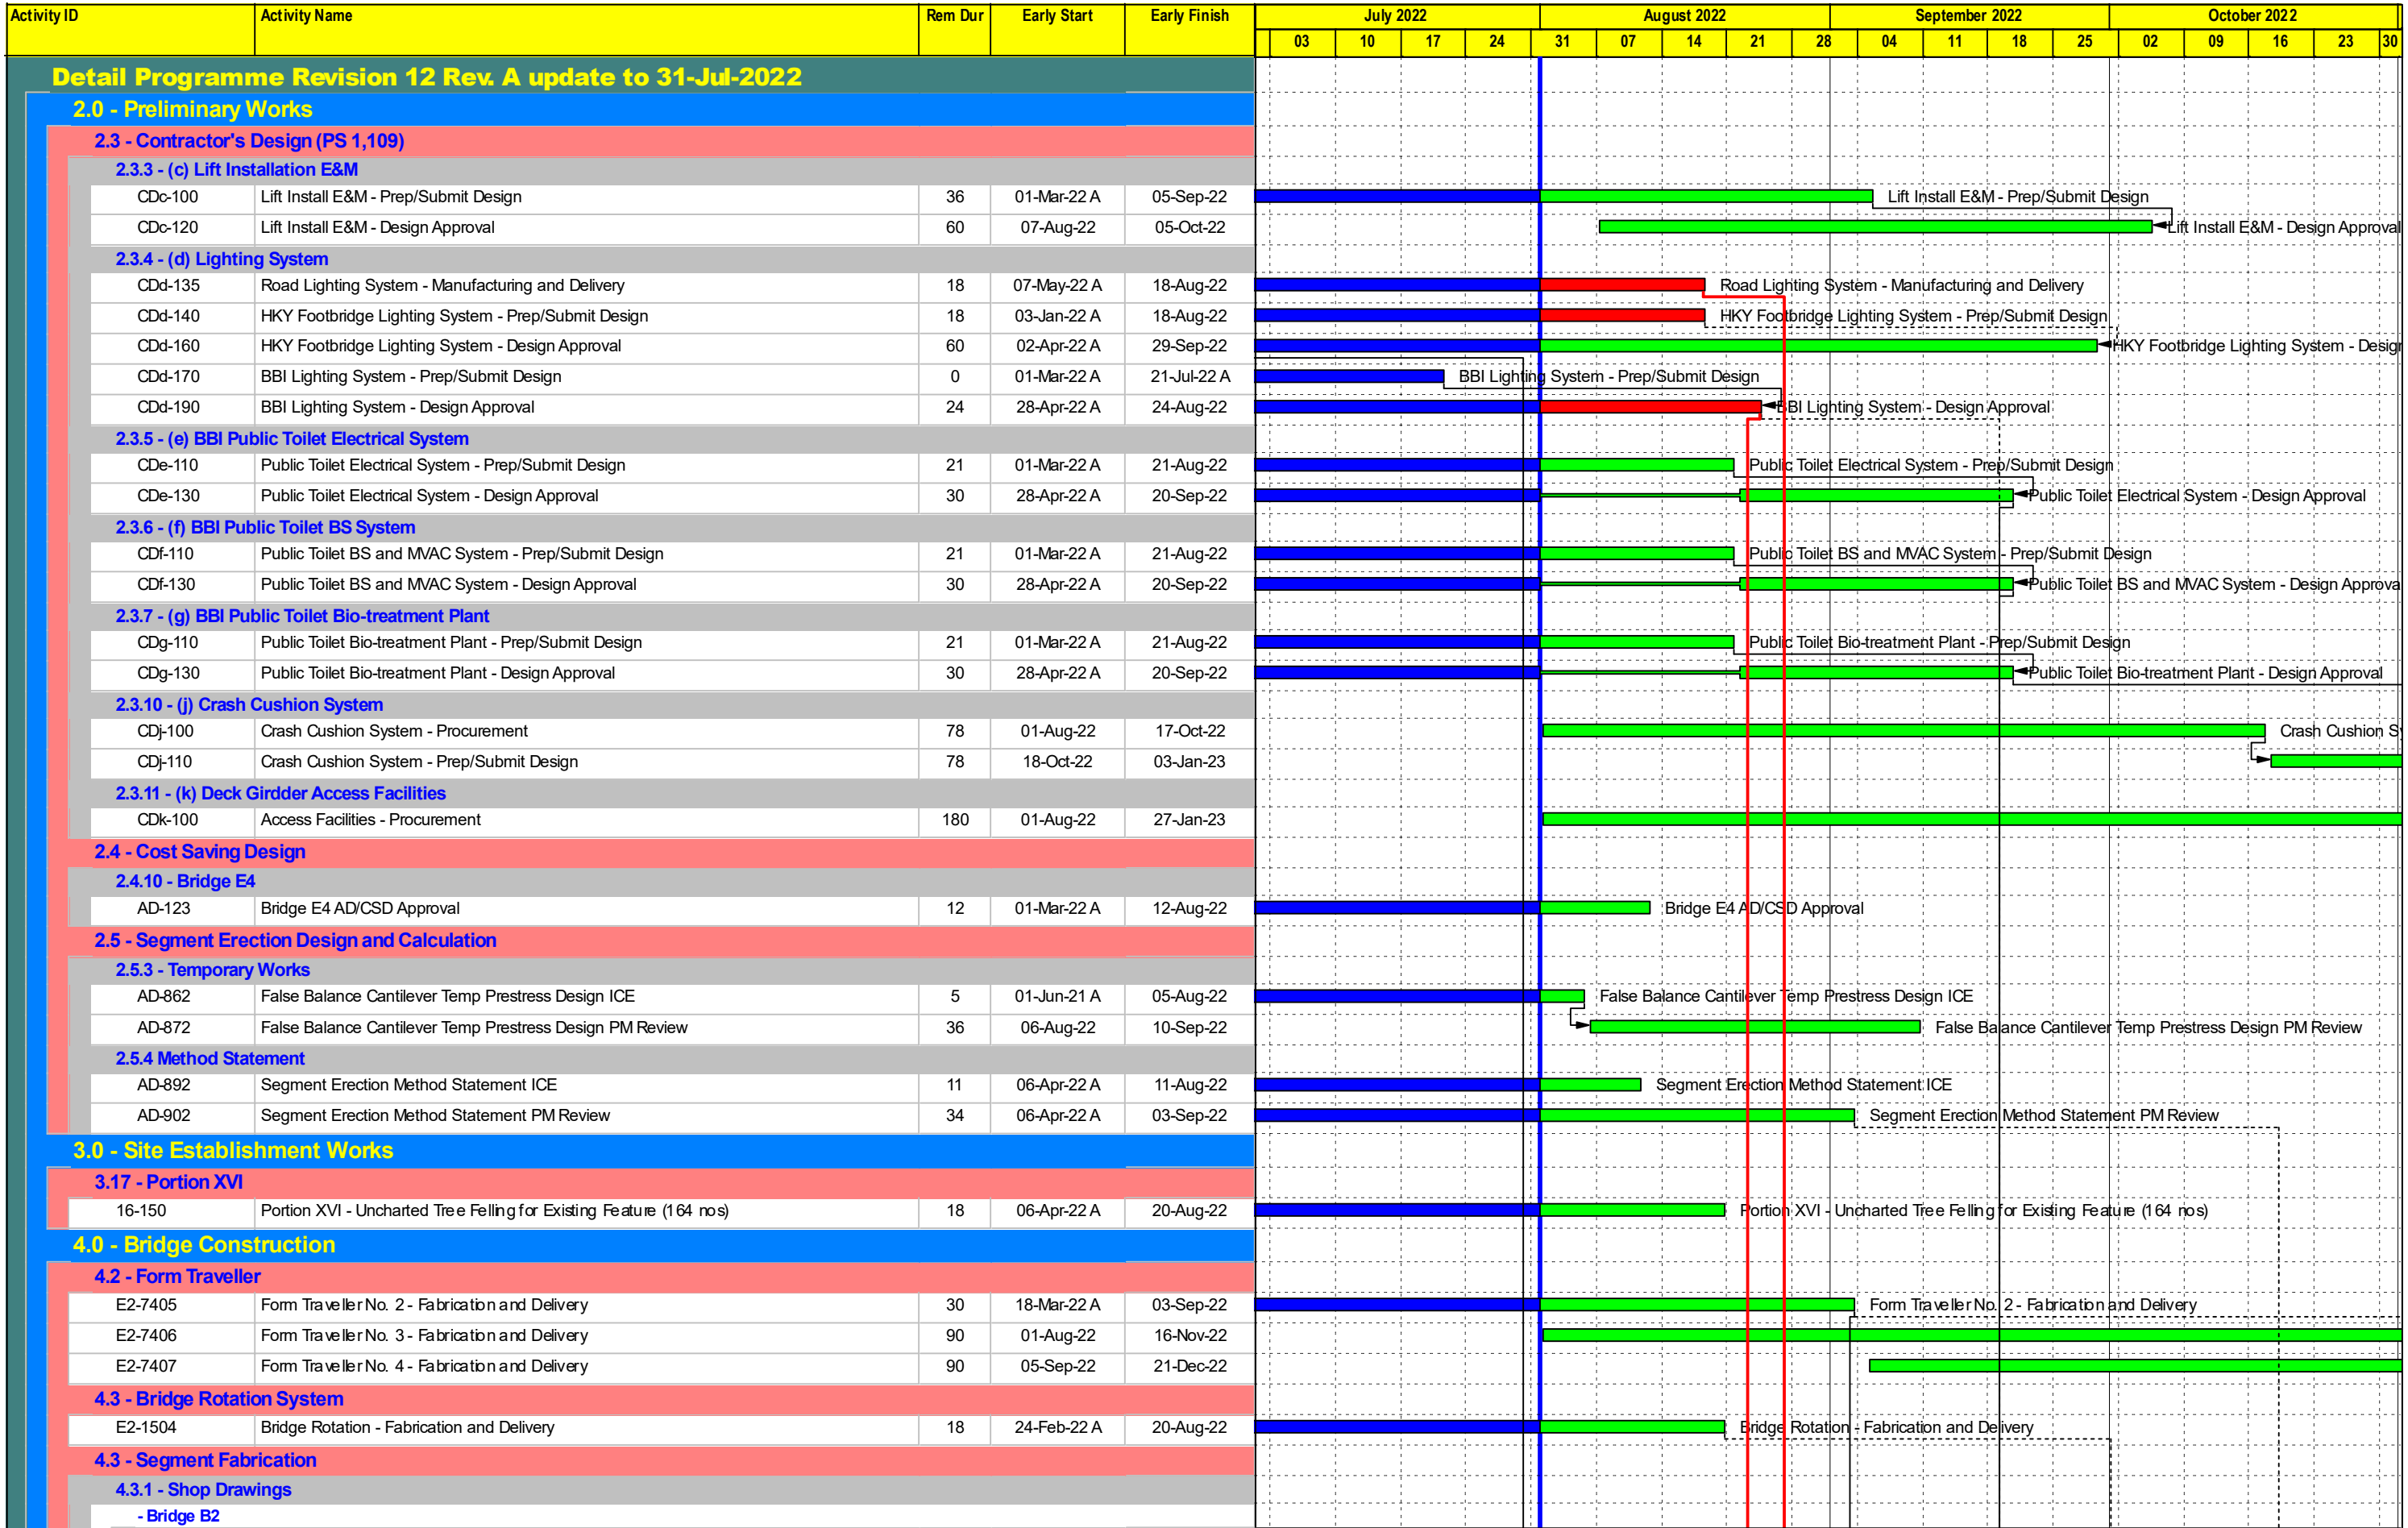 Activity ID Activity Name Rem Dur Early Start Early Finish July 2022 August 2022 September 2022 October 2022
03 10 17 24 31 07 14 21 28 04 11 18 25 02 09 16 23 30
Detail Programme Revision 12 Rev. A update to 31-Jul-2022
2.0 - Preliminary Works
2.3 - Contractor's Design (PS 1,109)
2.3.3 - (c) Lift Installation E&M
CDc-100 Lift Install E&M - Prep/Submit Design 36 01-Mar-22 A 05-Sep-22 Lift Install E&M - Prep/Submit Design
CDc-120 Lift Install E&M - Design Approval 60 07-Aug-22 05-Oct-22 Lift Install E&M - Design Approval
2.3.4 - (d) Lighting System
CDd-135 Road Lighting System - Manufacturing and Delivery 18 07-May-22 A 18-Aug-22 Road Lighting System - Manufacturing and Delivery
CDd-140 HKY Footbridge Lighting System - Prep/Submit Design 18 03-Jan-22 A 18-Aug-22 HKY Footbridge Lighting System - Prep/Submit Design
CDd-160 HKY Footbridge Lighting System - Design Approval 60 02-Apr-22 A 29-Sep-22 HKY Footbridge Lighting System - Desigr
CDd-170 BBI Lighting System - Prep/Submit Design 0 01-Mar-22 A 21-Jul-22 A BBI Lighting System - Prep/Submit Design
CDd-190 BBI Lighting System - Design Approval 24 28-Apr-22 A 24-Aug-22 BBI Lighting System - Design Approval
2.3.5 - (e) BBI Public Toilet Electrical System
CDe-110 Public Toilet Electrical System - Prep/Submit Design 21 01-Mar-22 A 21-Aug-22 Public Toilet Electrical System - Prep/Submit Design
CDe-130 Public Toilet Electrical System - Design Approval 30 28-Apr-22 A 20-Sep-22 Public Toilet Electrical System - Design Approval
2.3.6 - (f) BBI Public Toilet BS System
CDf-110 Public Toilet BS and MVAC System - Prep/Submit Design 21 01-Mar-22 A 21-Aug-22 Public Toilet BS and MVAC System - Prep/Submit Design
CDf-130 Public Toilet BS and MVAC System - Design Approval 30 28-Apr-22 A 20-Sep-22 Public Toilet BS and MVAC System - Design Approva
2.3.7 - (g) BBI Public Toilet Bio-treatment Plant
CDg-110 Public Toilet Bio-treatment Plant - Prep/Submit Design 21 01-Mar-22 A 21-Aug-22 Public Toilet Bio-treatment Plant - Prep/Submit Design
CDg-130 Public Toilet Bio-treatment Plant - Design Approval 30 28-Apr-22 A 20-Sep-22 Public Toilet Bio-treatment Plant - Design Approval
2.3.10 - (j) Crash Cushion System
CDj-100 Crash Cushion System - Procurement 78 01-Aug-22 17-Oct-22 Crash Cushion S
CDj-110 Crash Cushion System - Prep/Submit Design 78 18-Oct-22 03-Jan-23
2.3.11 - (k) Deck Girdder Access Facilities
CDk-100 Access Facilities - Procurement 180 01-Aug-22 27-Jan-23
2.4 - Cost Saving Design
2.4.10 - Bridge E4
AD-123 Bridge E4 AD/CSD Approval 12 01-Mar-22 A 12-Aug-22 Bridge E4 AD/CSD Approval
2.5 - Segment Erection Design and Calculation
2.5.3 - Temporary Works
AD-862 False Balance Cantilever Temp Prestress Design ICE 5 01-Jun-21 A 05-Aug-22 False Balance Cantilever Temp Prestress Design ICE
AD-872 False Balance Cantilever Temp Prestress Design PM Review 36 06-Aug-22 10-Sep-22 False Balance Cantilever Temp Prestress Design PM Review
2.5.4 Method Statement
AD-892 Segment Erection Method Statement ICE 11 06-Apr-22 A 11-Aug-22 Segment Erection Method Statement ICE
AD-902 Segment Erection Method Statement PM Review 34 06-Apr-22 A 03-Sep-22 Segment Erection Method Statement PM Review
3.0 - Site Establishment Works
3.17 - Portion XVI
16-150 Portion XVI - Uncharted Tree Felling for Existing Feature (164 nos) 18 06-Apr-22 A 20-Aug-22 Portion XVI - Uncharted Tree Felling for Existing Feature (164 nos)
4.0 - Bridge Construction
4.2 - Form Traveller
E2-7405 Form Traveller No. 2 - Fabrication and Delivery 30 18-Mar-22 A 03-Sep-22 Form Traveller No. 2 - Fabrication and Delivery
E2-7406 Form Traveller No. 3 - Fabrication and Delivery 90 01-Aug-22 16-Nov-22
E2-7407 Form Traveller No. 4 - Fabrication and Delivery 90 05-Sep-22 21-Dec-22
4.3 - Bridge Rotation System
E2-1504 Bridge Rotation - Fabrication and Delivery 18 24-Feb-22 A 20-Aug-22 Bridge Rotation - Fabrication and Delivery
4.3 - Segment Fabrication
4.3.1 - Shop Drawings
- Bridge B2